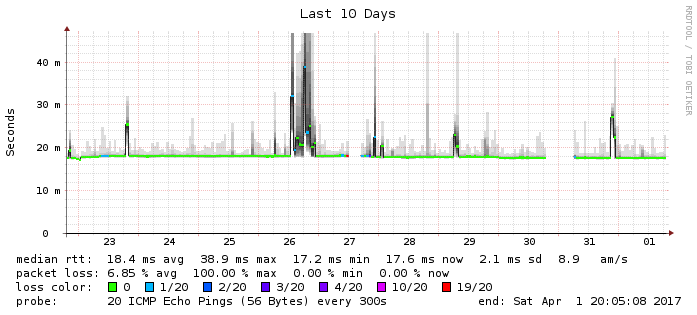 Last 10 Days
RRDTOOL / TOBI OETIKER
Seconds
40 m
30 m
20 m
10 m
0
23 24 25 26 27 28 29 30 31 01
median rtt: 18.4 ms avg 38.9 ms max 17.2 ms min 17.6 ms now 2.1 ms sd 8.9 am/s
packet loss: 6.85 % avg 100.00 % max 0.00 % min 0.00 % now
loss color: 0 1/20 2/20 3/20 4/20 10/20 19/20
probe: 20 ICMP Echo Pings (56 Bytes) every 300s end: Sat Apr 1 20:05:08 2017